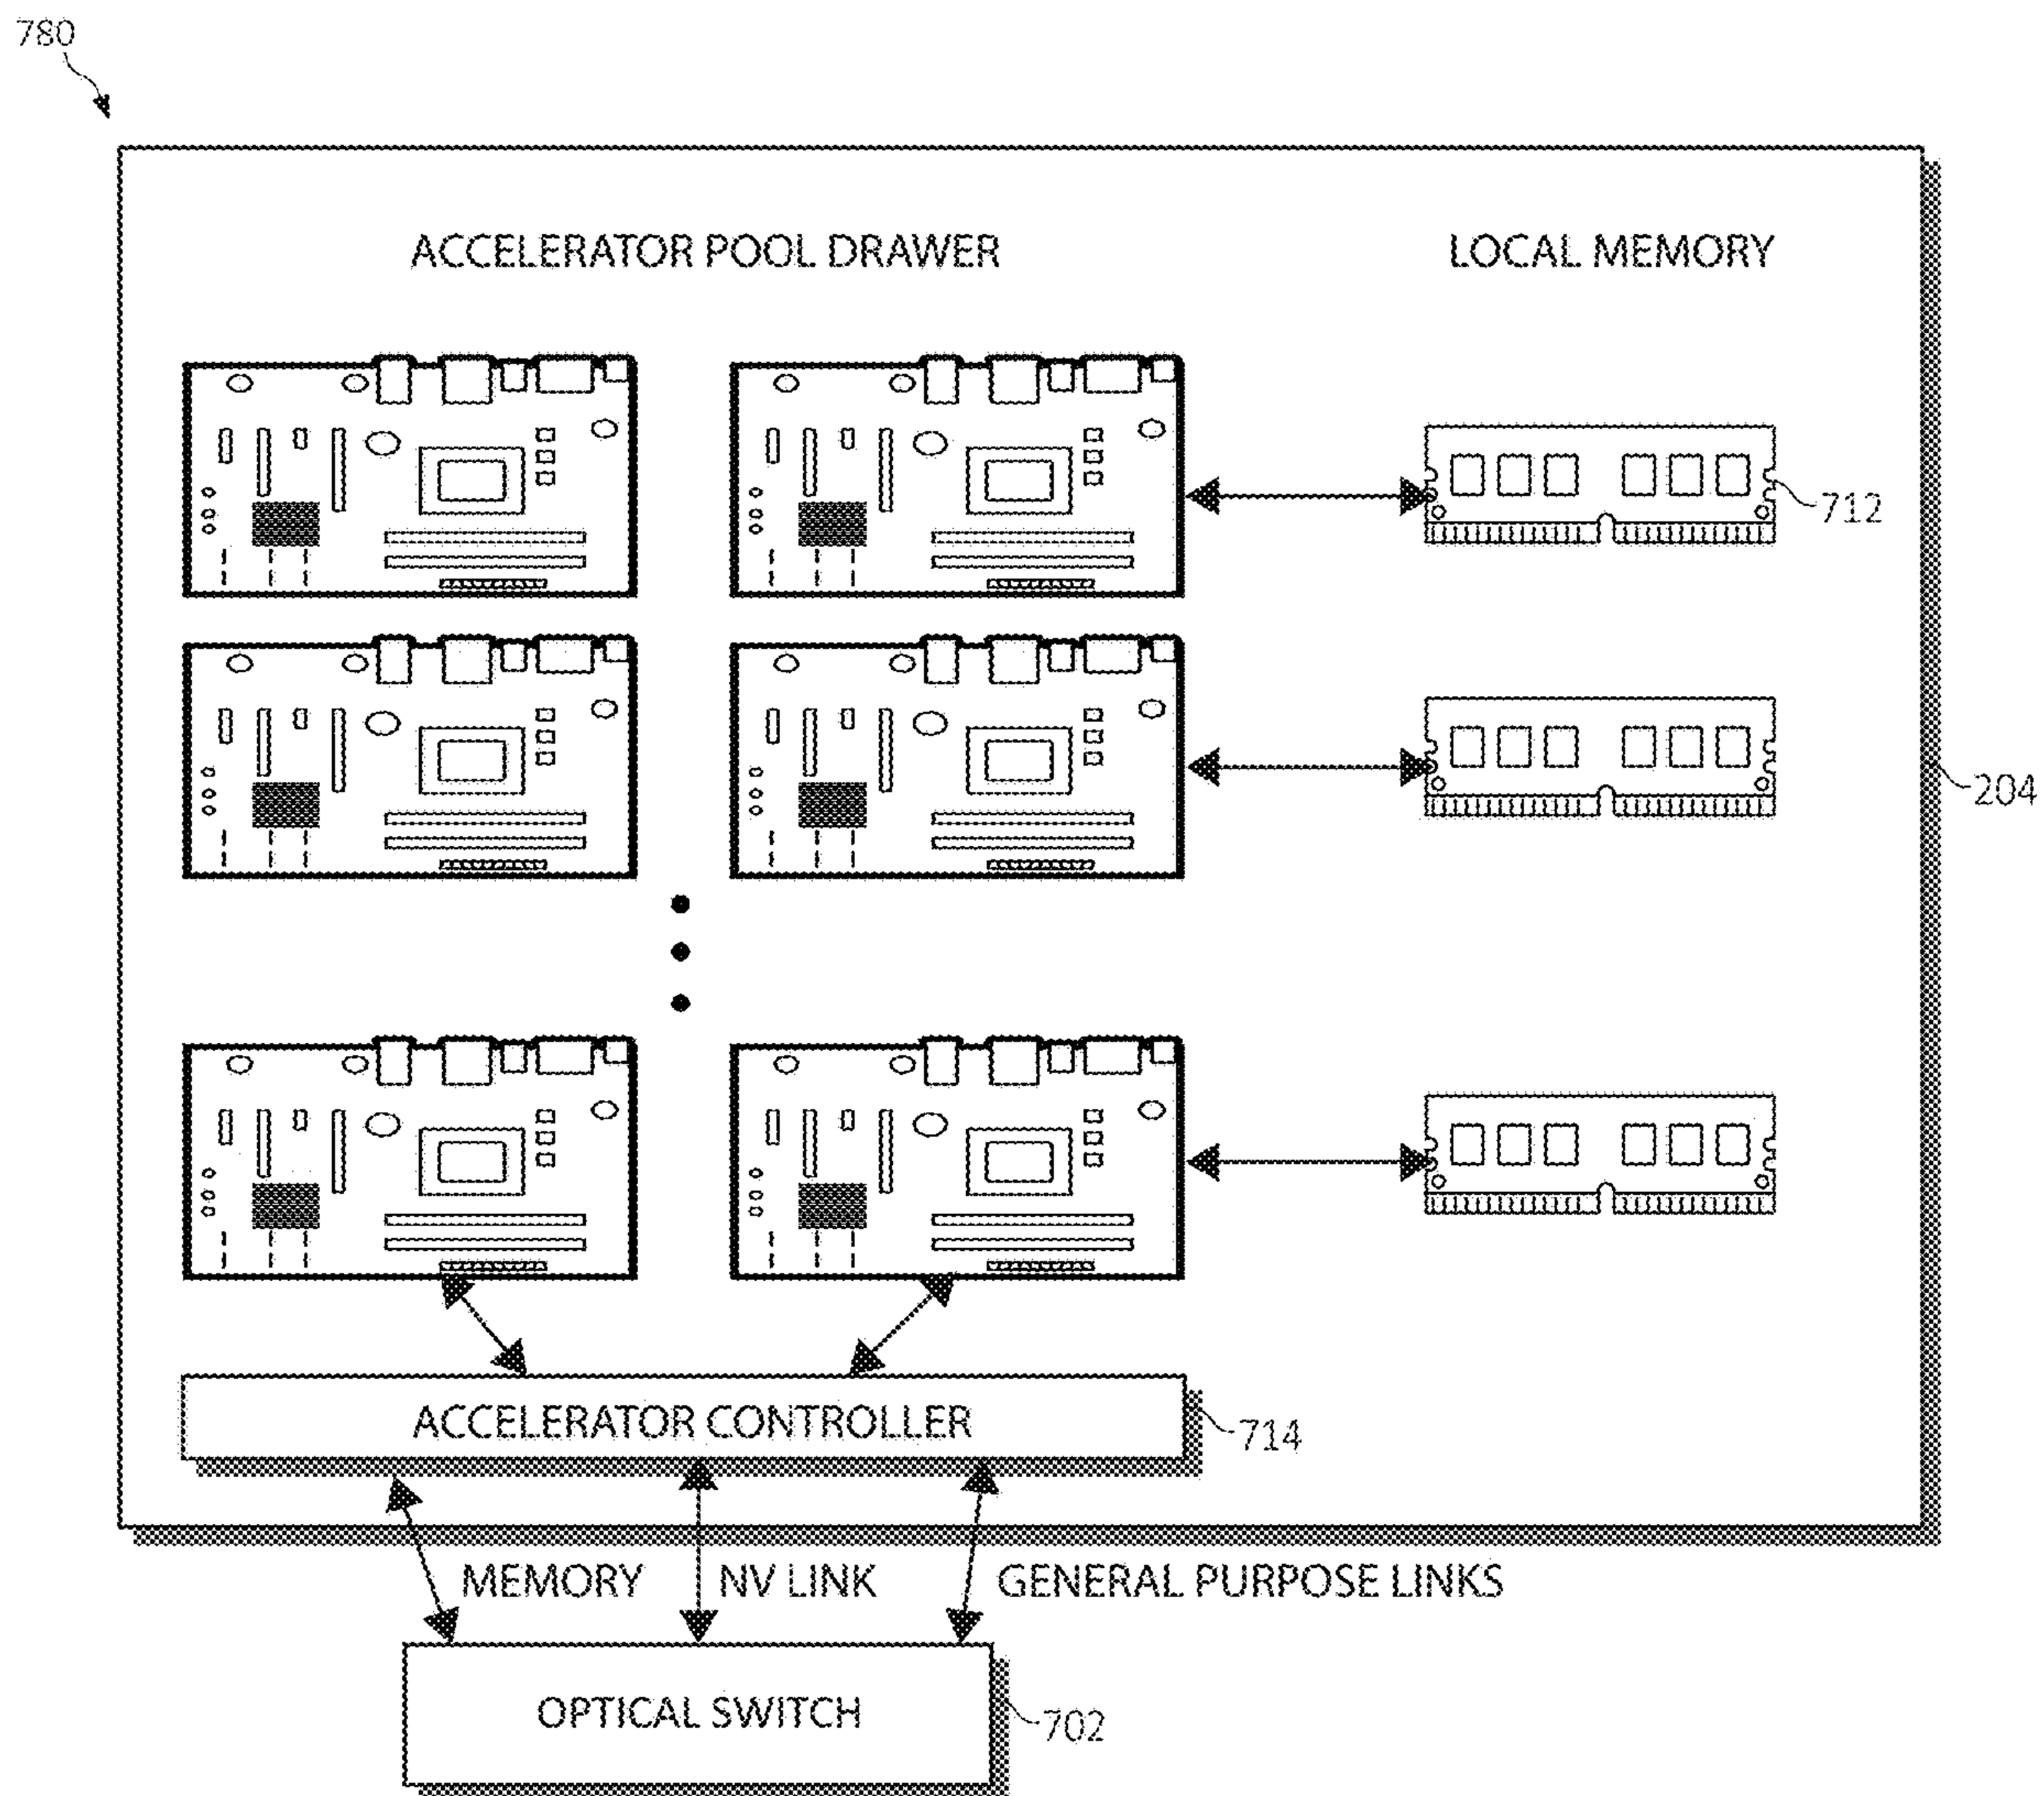 780
ACCELERATOR POOL DRAWER
LOCAL MEMORY
712
204
ACCELERATOR CONTROLLER
714
MEMORY
NV LINK
GENERAL PURPOSE LINKS
OPTICAL SWITCH
702